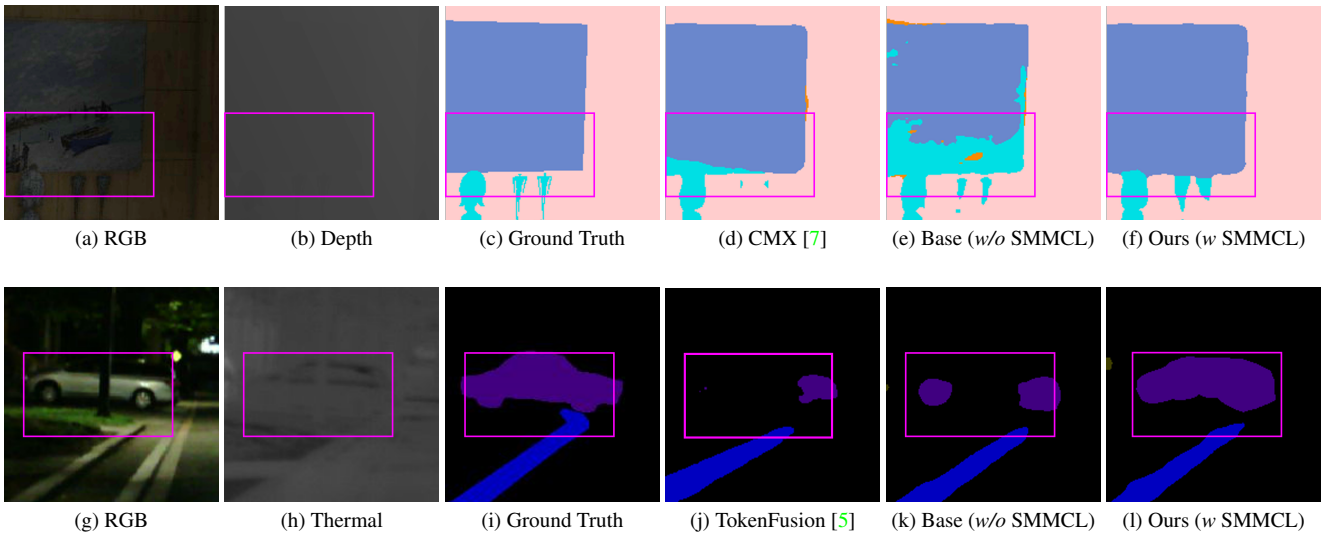 (a) RGB (b) Depth (c) Ground Truth (d) CMX [7] (e) Base (w/o SMMCL) (f) Ours (w SMMCL)
(g) RGB (h) Thermal (i) Ground Truth (j) TokenFusion [5] (k) Base (w/o SMMCL) (l) Ours (w SMMCL)